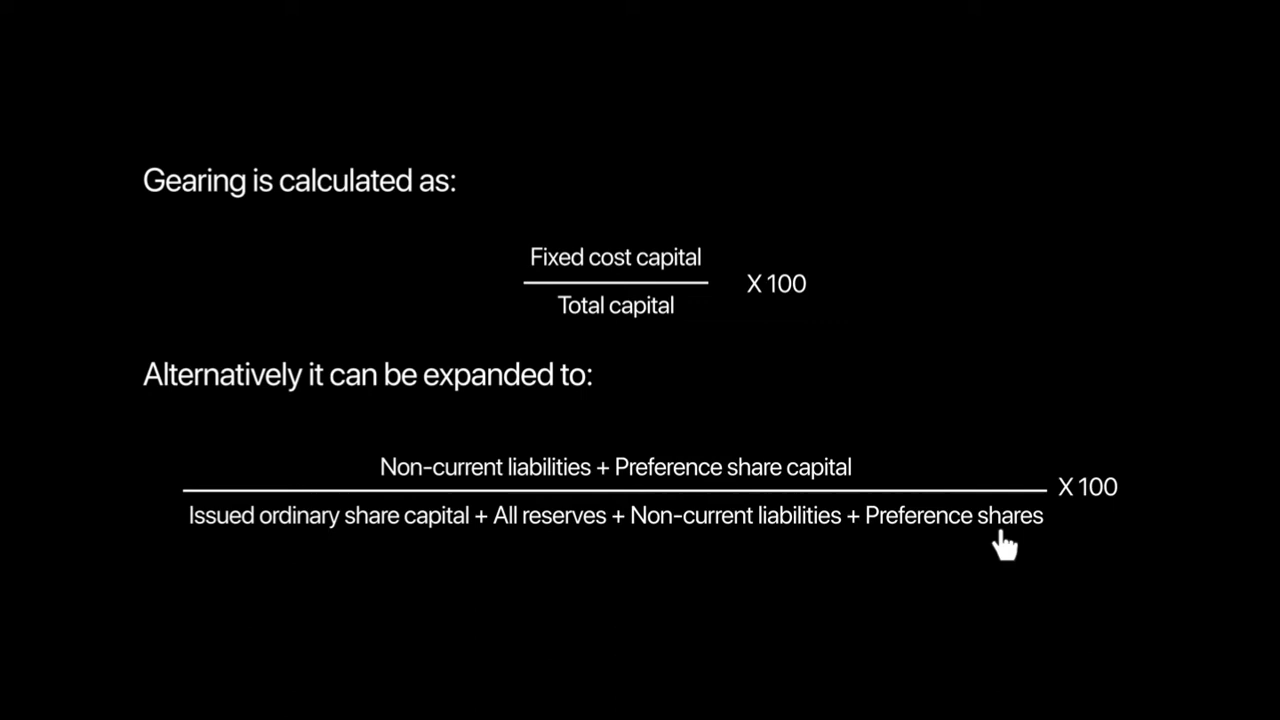 Gearing is calculated as:
Fixed cost capital
Total capital
X 100
Alternatively it can be expanded to:
Non-current liabilities + Preference share capital
Issued ordinary share capital + All reserves + Non-current liabilities + Preference shares
X 100